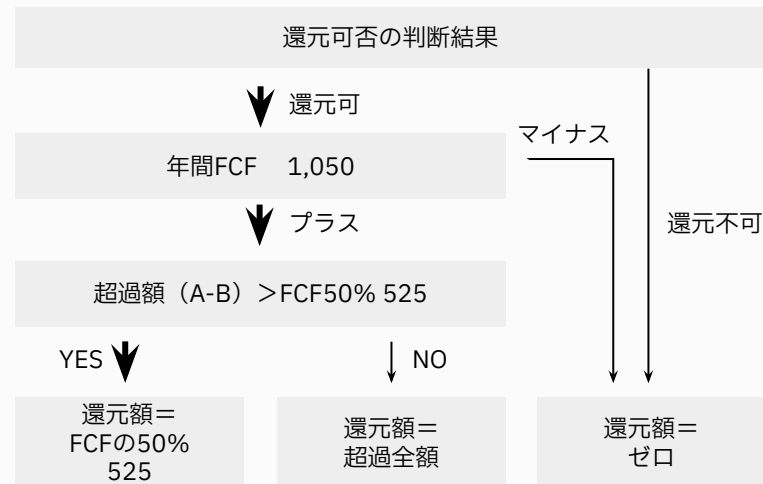 還元可否の判断結果
還元可
マイナス
年間FCF 1,050
プラス
還元不可
超過額（A-B）＞FCF50% 525
YES
NO
還元額＝
FCFの50%
525
還元額＝
超過全額
還元額＝
ゼロ